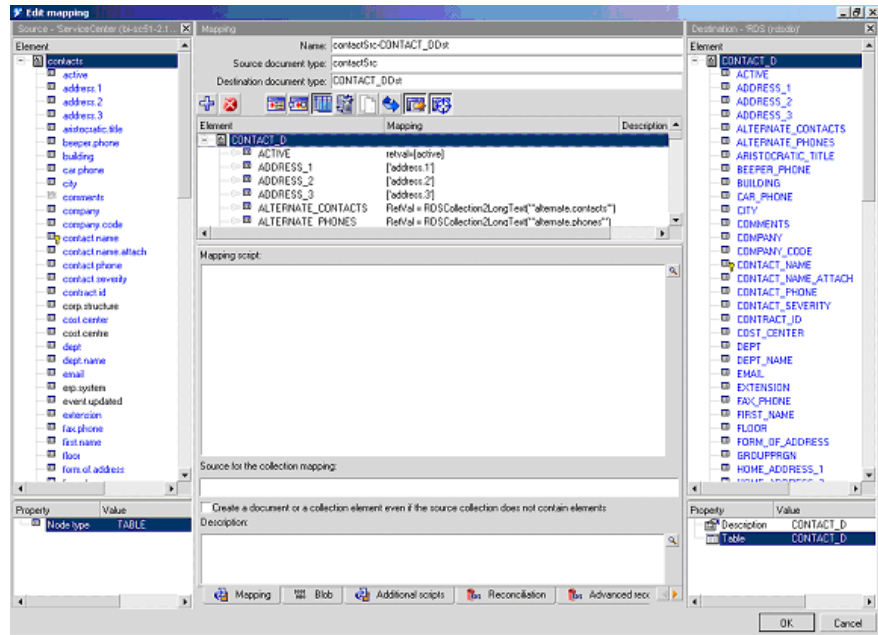 Edit mapping
Source - 'ServiceCenter (bi-sc51-2.1...
Element
contacts
active
address.1
address.2
address.3
aristocratic.title
beeper.phone
building
car.phone
city
comments
company
company.code
contact.name
contact.name.attach
contact.phone
contact.severity
contract.id
corp.structure
cost.center
cost.centre
dept
dept.name
email
erp.system
event.updated
extension
fax.phone
first.name
floor
form.of.address
Property Value
Node type TABLE
Mapping
Name: contactSrc-CONTACT_DDst
Source document type: contactSrc
Destination document type: CONTACT_DDst
Element Mapping Description
CONTACT_D
ACTIVE retval=[active]
ADDRESS_1 ['address.1']
ADDRESS_2 ['address.2']
ADDRESS_3 ['address.3']
ALTERNATE_CONTACTS RetVal = RDSCollection2LongText("'alternate.contacts'")
ALTERNATE_PHONES RetVal = RDSCollection2LongText("'alternate.phones'")
Mapping script:
Source for the collection mapping:
Create a document or a collection element even if the source collection does not contain elements
Description:
Mapping Blob Additional scripts Reconciliation Advanced rec
Destination - 'RDS (rdsdb)'
Element
CONTACT_D
ACTIVE
ADDRESS_1
ADDRESS_2
ADDRESS_3
ALTERNATE_CONTACTS
ALTERNATE_PHONES
ARISTOCRATIC_TITLE
BEEPER_PHONE
BUILDING
CAR_PHONE
CITY
COMMENTS
COMPANY
COMPANY_CODE
CONTACT_NAME
CONTACT_NAME_ATTACH
CONTACT_PHONE
CONTACT_SEVERITY
CONTRACT_ID
COST_CENTER
DEPT
DEPT_NAME
EMAIL
EXTENSION
FAX_PHONE
FIRST_NAME
FLOOR
FORM_OF_ADDRESS
GROUPPRGN
HOME_ADDRESS_1
Property Value
Description CONTACT_D
Table CONTACT_D
OK Cancel